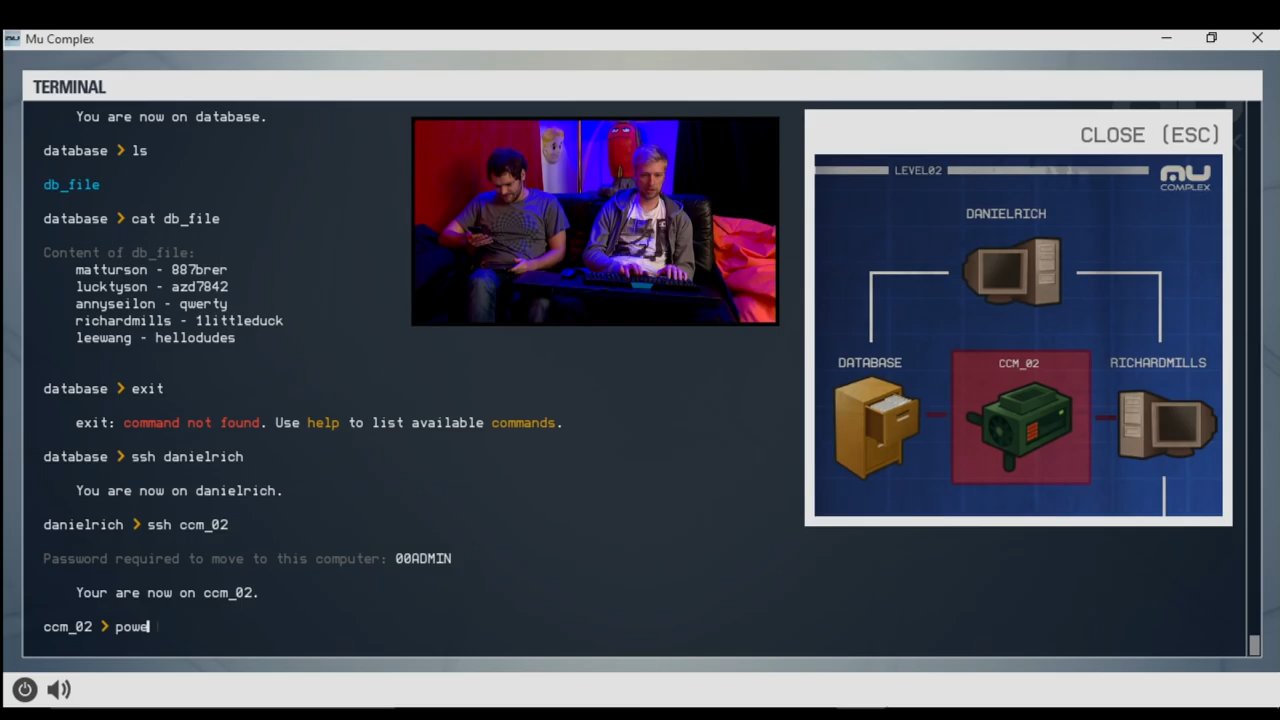 Mu Complex
TERMINAL
You are now on database.
database > ls
db_file
database > cat db_file
Content of db_file:
matturson - 887brer
lucktyson - azd7842
annyseilon - qwerty
richardmills - 1littleduck
leewang - hellodudes
database > exit
exit: command not found. Use help to list available commands.
database > ssh danielrich
You are now on danielrich.
danielrich > ssh ccm_02
Password required to move to this computer: 00ADMIN
Your are now on ccm_02.
ccm_02 > powe
CLOSE (ESC)
LEVEL02
MU
COMPLEX
DANIELRICH
DATABASE
CCM_02
RICHARDMILLS